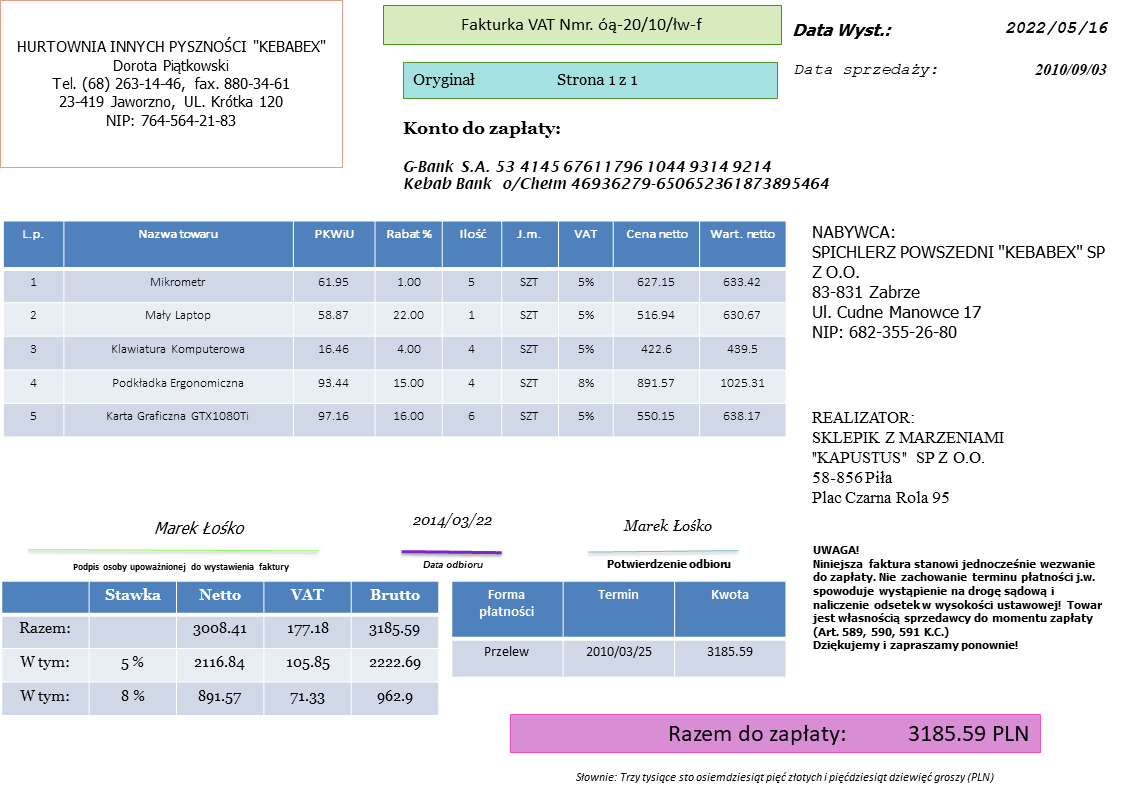 HURTOWNIA INNYCH PYSZNOŚCI "KEBABEX"
Dorota Piątkowski
Tel. (68) 263-14-46, fax. 880-34-61
23-419 Jaworzno, UL. Krótka 120
NIP: 764-564-21-83
Fakturka VAT Nmr. óą-20/10/łw-f
Oryginał Strona 1 z 1
Data Wyst.: 2022/05/16
Data sprzedaży: 2010/09/03
Konto do zapłaty:
G-Bank S.A. 53 4145 67611796 1044 9314 9214
Kebab Bank o/Chełm 46936279-650652361873895464
L.p. Nazwa towaru PKWiU Rabat % Ilość J.m. VAT Cena netto Wart. netto
1 Mikrometr 61.95 1.00 5 SZT 5% 627.15 633.42
2 Mały Laptop 58.87 22.00 1 SZT 5% 516.94 630.67
3 Klawiatura Komputerowa 16.46 4.00 4 SZT 5% 422.6 439.5
4 Podkładka Ergonomiczna 93.44 15.00 4 SZT 8% 891.57 1025.31
5 Karta Graficzna GTX1080Ti 97.16 16.00 6 SZT 5% 550.15 638.17
NABYWCA:
SPICHLERZ POWSZEDNI "KEBABEX" SP
Z O.O.
83-831 Zabrze
Ul. Cudne Manowce 17
NIP: 682-355-26-80
REALIZATOR:
SKLEPIK Z MARZENIAMI
"KAPUSTUS" SP Z O.O.
58-856 Piła
Plac Czarna Rola 95
Marek Łośko
Podpis osoby upoważnionej do wystawienia faktury
2014/03/22
Data odbioru
Marek Łośko
Potwierdzenie odbioru
UWAGA!
Niniejsza faktura stanowi jednocześnie wezwanie
do zapłaty. Nie zachowanie terminu płatności j.w.
spowoduje wystąpienie na drogę sądową i
naliczenie odsetek w wysokości ustawowej! Towar
jest własnością sprzedawcy do momentu zapłaty
(Art. 589, 590, 591 K.C.)
Dziękujemy i zapraszamy ponownie!
Stawka Netto VAT Brutto
Razem: 3008.41 177.18 3185.59
W tym: 5 % 2116.84 105.85 2222.69
W tym: 8 % 891.57 71.33 962.9
Forma płatności Termin Kwota
Przelew 2010/03/25 3185.59
Razem do zapłaty: 3185.59 PLN
Słownie: Trzy tysiące sto osiemdziesiąt pięć złotych i pięćdziesiąt dziewięć groszy (PLN)